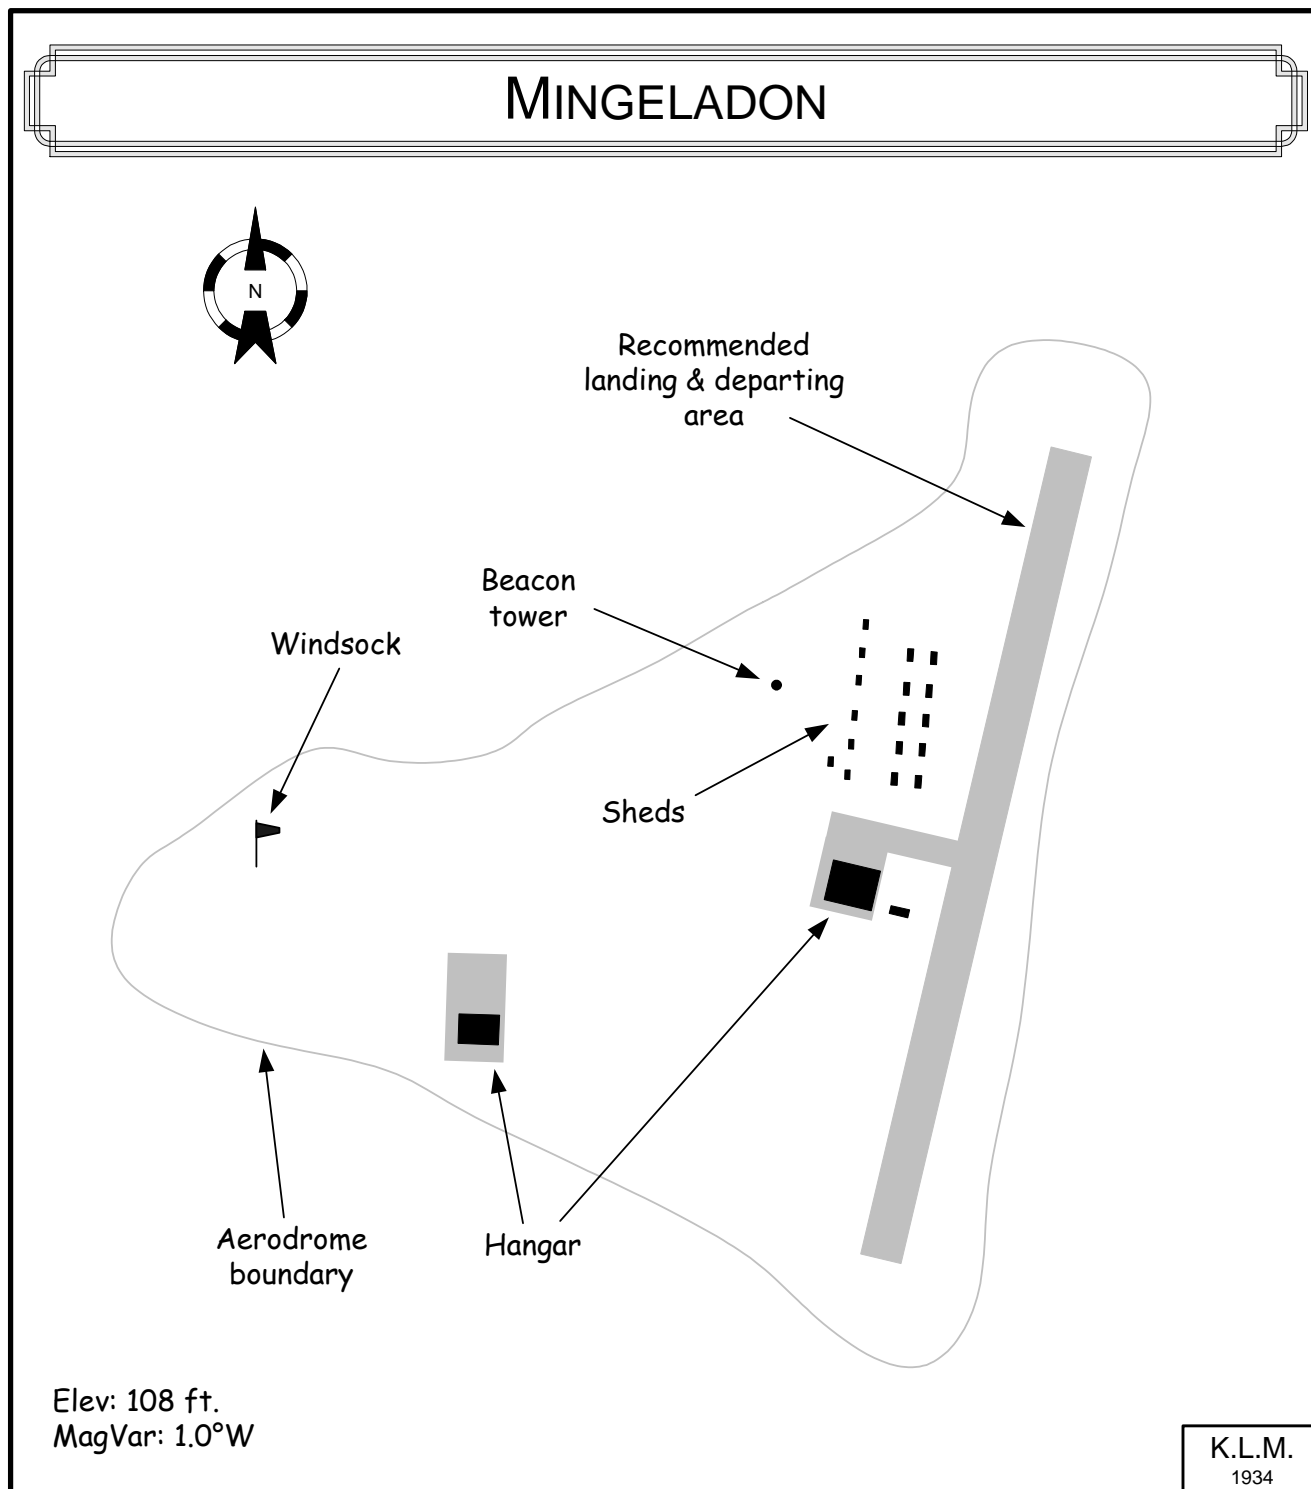 MINGELADON
N
Recommended
landing & departing
area
Beacon
tower
Windsock
Sheds
Aerodrome
boundary
Hangar
Elev: 108 ft.
MagVar: 1.0°W
K.L.M.
1934